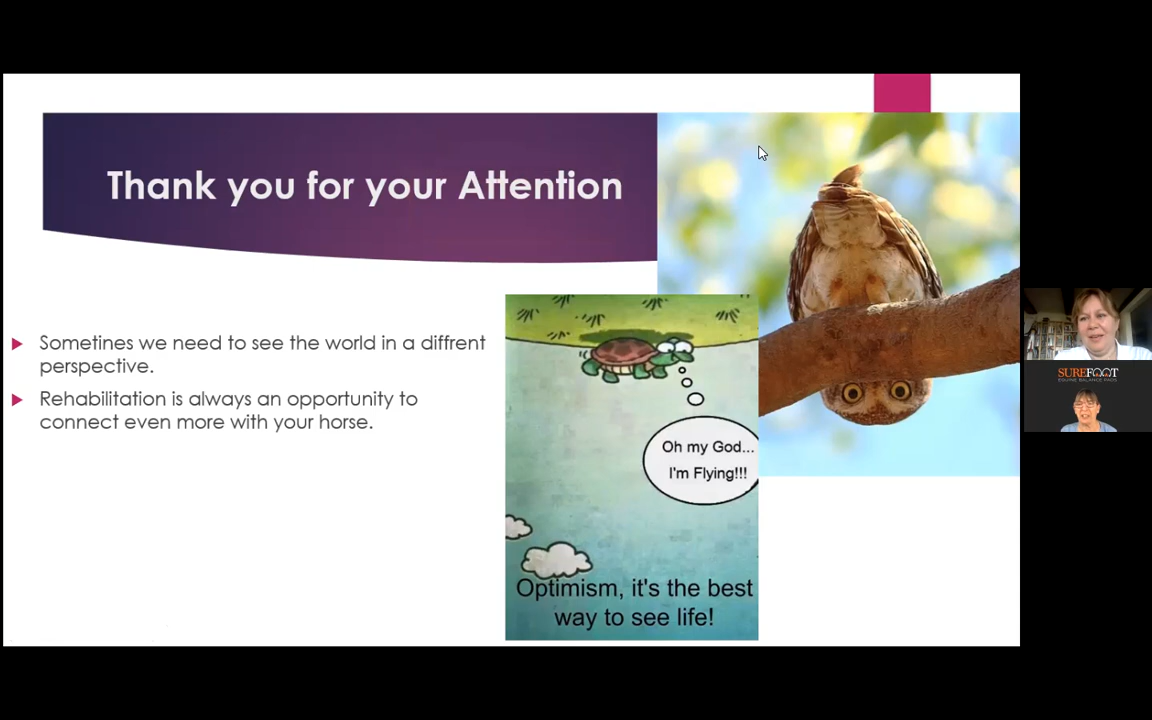 Thank you for your Attention
Sometines we need to see the world in a diffrent
perspective.
Rehabilitation is always an opportunity to
connect even more with your horse.
Oh my God...
I'm Flying!!!
Optimism, it's the best
way to see life!
SUREFOOT
EQUINE BALANCE PADS